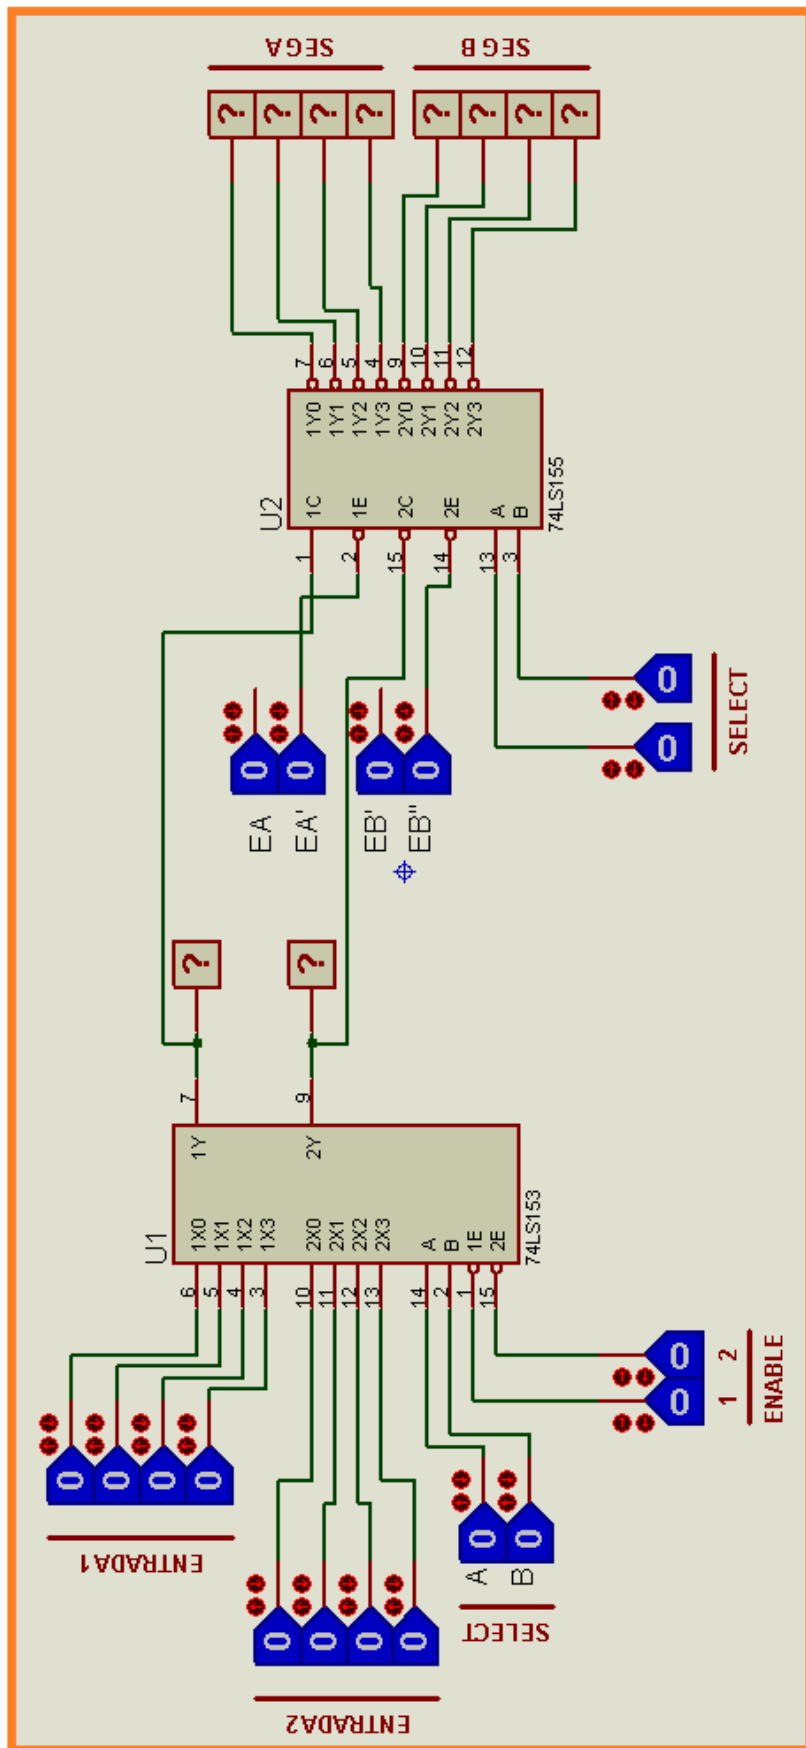 ENTRADA1
0
0
0
0
ENTRADA2
0
0
0
0
SELECT
A
0
B
0
ENABLE
1
2
0
0
U1
6
5
4
3
10
11
12
13
14
2
1
15
1X0
1X1
1X2
1X3
2X0
2X1
2X2
2X3
A
B
1E
2E
1Y
2Y
7
9
74LS153
?
?
EA
0
EA'
0
EB'
0
EB''
0
SELECT
0
0
U2
1
2
15
14
13
3
1C
1E
2C
2E
A
B
1Y0
1Y1
1Y2
1Y3
2Y0
2Y1
2Y2
2Y3
7
6
5
4
9
10
11
12
74LS155
SEG A
?
?
?
?
SEG B
?
?
?
?